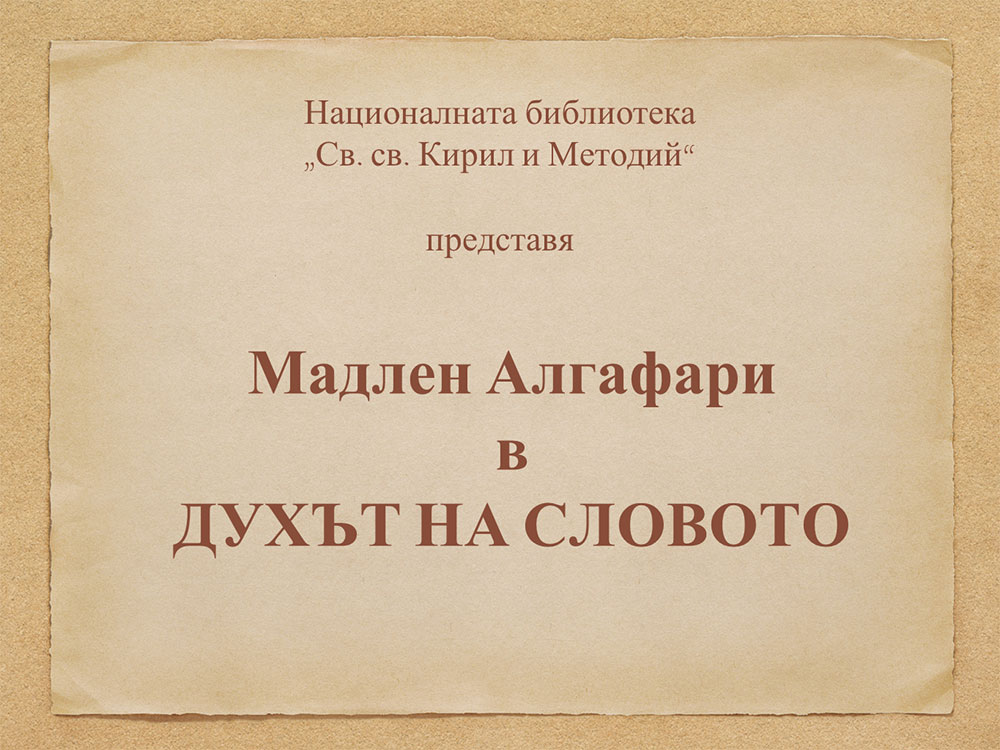 Националната библиотека
„Св. св. Кирил и Методий“
представя
Мадлен Алгафари
в
ДУХЪТ НА СЛОВОТО